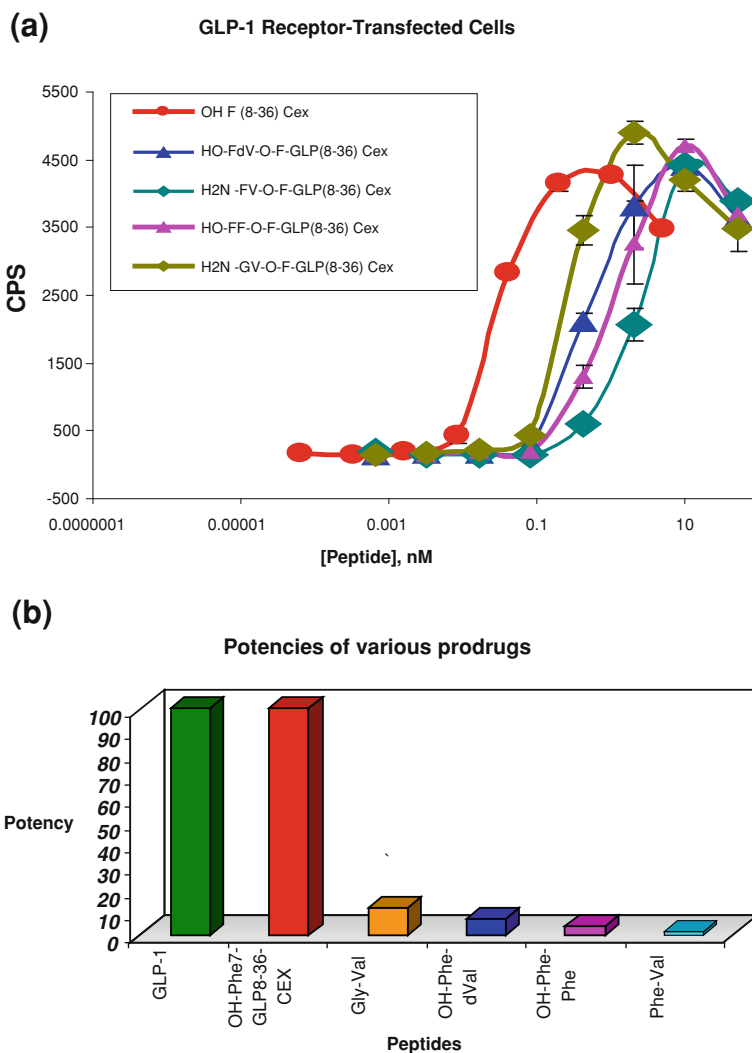 (a)
GLP-1 Receptor-Transfected Cells
5500
4500
3500
2500
1500
500
-500
CPS
OH F (8-36) Cex
HO-FdV-O-F-GLP(8-36) Cex
H2N -FV-O-F-GLP(8-36) Cex
HO-FF-O-F-GLP(8-36) Cex
H2N -GV-O-F-GLP(8-36) Cex
0.0000001 0.00001 0.001 0.1 10
[Peptide], nM
(b)
Potencies of various prodrugs
100
90
80
70
60
50
40
30
20
10
0
Potency
GLP-1
OH-Phe7-
GLP8-36-
CEX
Gly-Val
OH-Phe-
dVal
OH-Phe-
Phe
Phe-Val
Peptides